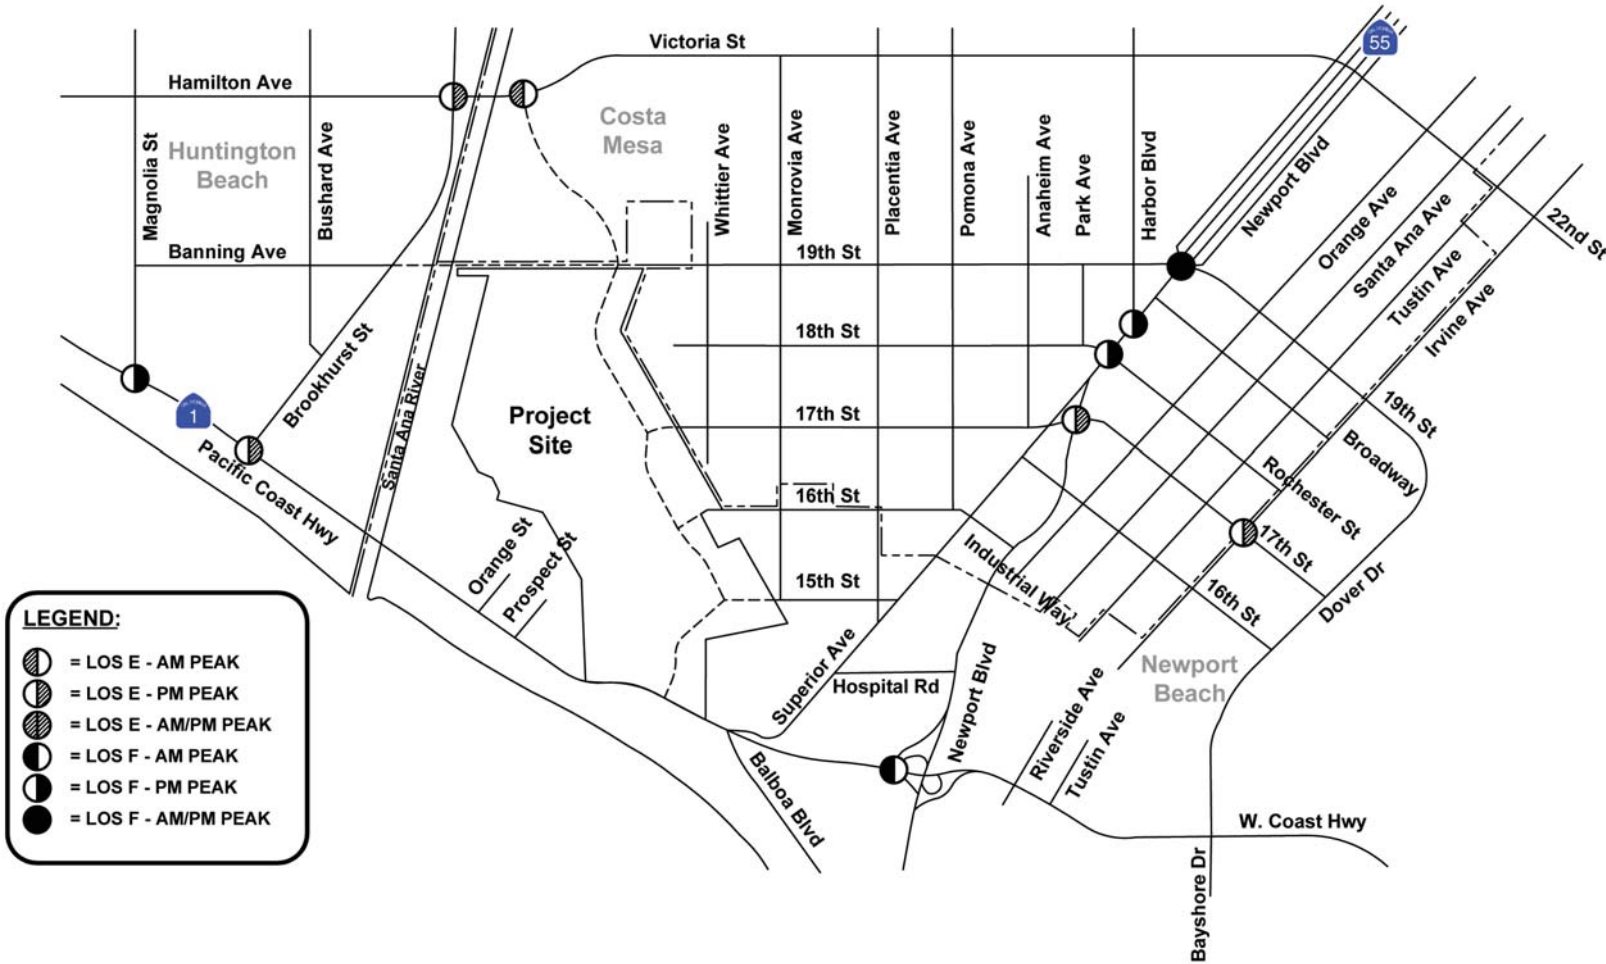 Victoria St
55
Hamilton Ave
Costa
Mesa
Huntington
Beach
Magnolia St
Bushard Ave
Whittier Ave
Monrovia Ave
Placentia Ave
Pomona Ave
Anaheim Ave
Park Ave
Harbor Blvd
Newport Blvd
Orange Ave
Santa Ana Ave
Tustin Ave
Irvine Ave
22nd St
Banning Ave
19th St
18th St
Brookhurst St
Santa Ana River
1
Pacific Coast Hwy
Project
Site
17th St
19th St
Broadway
Rochester St
16th St
17th St
Orange St
Prospect St
Industrial Way
15th St
16th St
Dover Dr
LEGEND:
= LOS E - AM PEAK
= LOS E - PM PEAK
= LOS E - AM/PM PEAK
= LOS F - AM PEAK
= LOS F - PM PEAK
= LOS F - AM/PM PEAK
Superior Ave
Hospital Rd
Newport Blvd
Newport
Beach
Riverside Ave
Tustin Ave
Balboa Blvd
W. Coast Hwy
Bayshore Dr